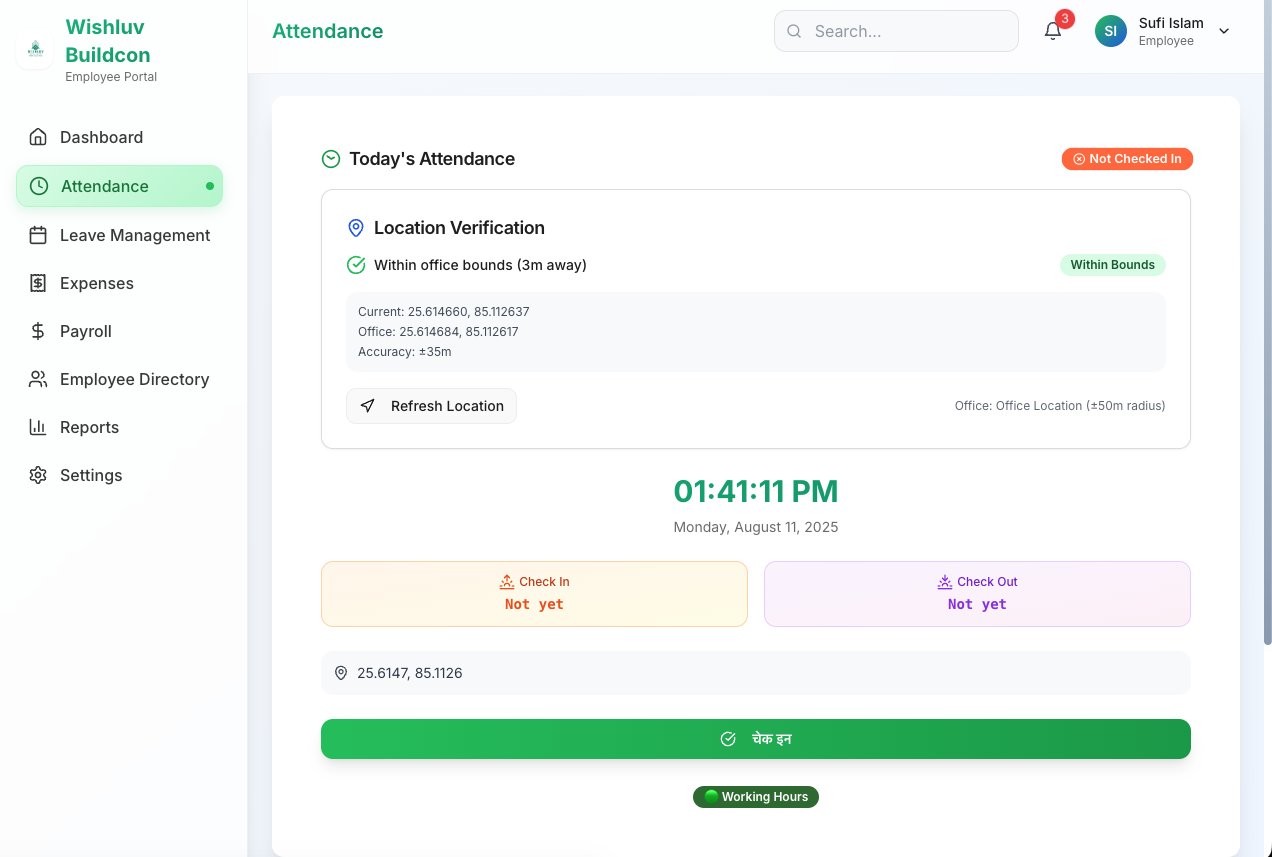 Wishluv
Buildcon
Employee Portal
Dashboard
Attendance
Leave Management
Expenses
Payroll
Employee Directory
Reports
Settings
Attendance
Search...
3
SI
Sufi Islam
Employee
Today's Attendance
Not Checked In
Location Verification
Within office bounds (3m away)
Within Bounds
Current: 25.614660, 85.112637
Office: 25.614684, 85.112617
Accuracy: ±35m
Refresh Location
Office: Office Location (±50m radius)
01:41:11 PM
Monday, August 11, 2025
Check In
Not yet
Check Out
Not yet
25.6147, 85.1126
चेक इन
Working Hours